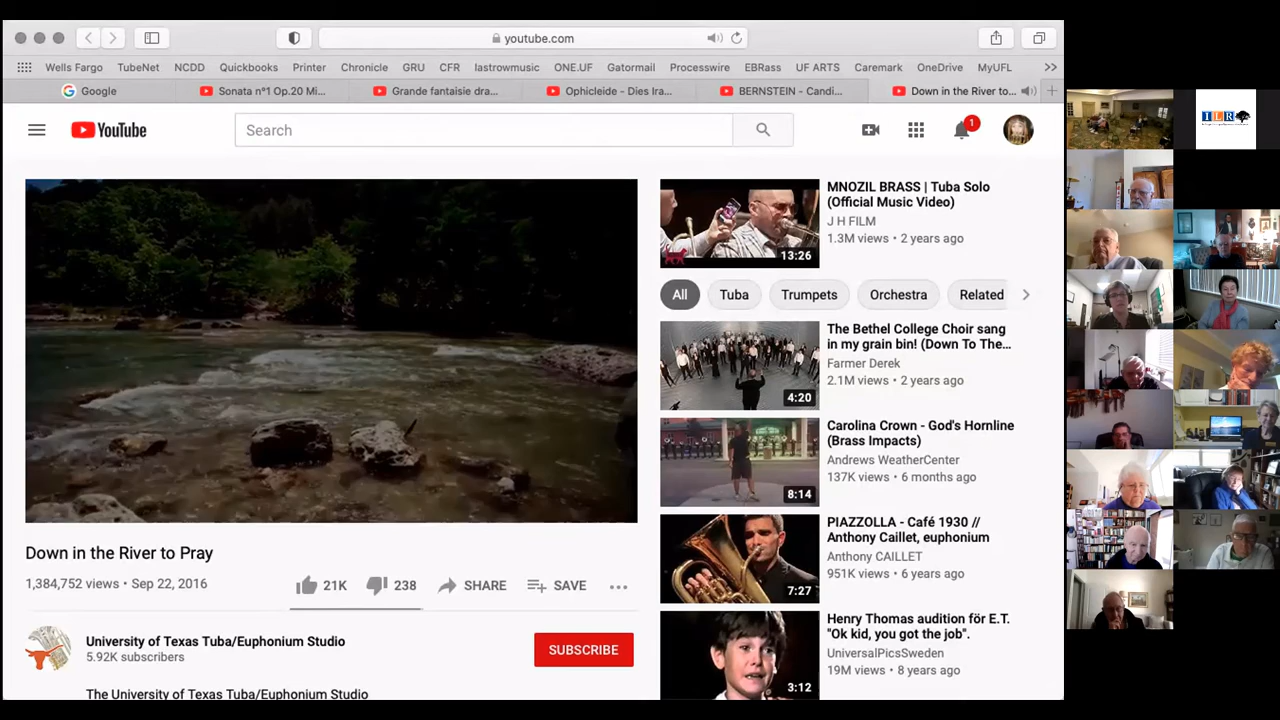 youtube.com
Wells Fargo TubeNet NCDD Quickbooks Printer Chronicle GRU CFR lastrowmusic ONE.UF Gatormail Processwire EBRass UF ARTS Caremark OneDrive MyUFL
Google Sonata n°1 Op.20 Mi... Grande fantaisie dra... Ophicleide - Dies Ira... BERNSTEIN - Candi... Down in the River to...
YouTube
Search
1
ILR
MNOZIL BRASS | Tuba Solo
(Official Music Video)
J H FILM
1.3M views • 2 years ago
13:26
All Tuba Trumpets Orchestra Related
The Bethel College Choir sang
in my grain bin! (Down To The...
Farmer Derek
2.1M views • 2 years ago
4:20
Carolina Crown - God's Hornline
(Brass Impacts)
Andrews WeatherCenter
137K views • 6 months ago
8:14
PIAZZOLLA - Café 1930 //
Anthony Caillet, euphonium
Anthony CAILLET
951K views • 6 years ago
7:27
Henry Thomas audition för E.T.
"Ok kid, you got the job".
UniversalPicsSweden
19M views • 8 years ago
3:12
Down in the River to Pray
1,384,752 views • Sep 22, 2016
21K 238 SHARE SAVE
University of Texas Tuba/Euphonium Studio
5.92K subscribers
SUBSCRIBE
The University of Texas Tuba/Euphonium Studio